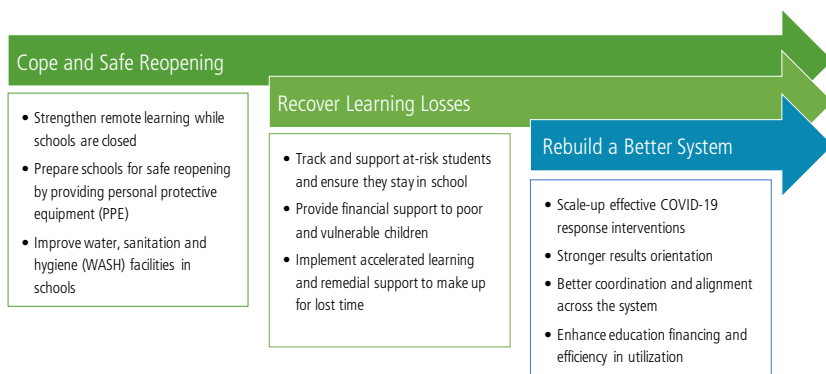 Cope and Safe Reopening
• Strengthen remote learning while
schools are closed
• Prepare schools for safe reopening
by providing personal protective
equipment (PPE)
• Improve water, sanitation and
hygiene (WASH) facilities in
schools
Recover Learning Losses
• Track and support at-risk students
and ensure they stay in school
• Provide financial support to poor
and vulnerable children
• Implement accelerated learning
and remedial support to make up
for lost time
Rebuild a Better System
• Scale-up effective COVID-19
response interventions
• Stronger results orientation
• Better coordination and alignment
across the system
• Enhance education financing and
efficiency in utilization